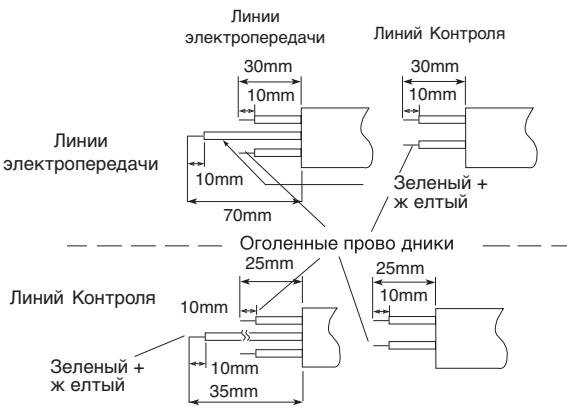 Линии
электропередачи
Линий Контроля
30mm
10mm
30mm
10mm
Линии
электропередачи
10mm
70mm
Зеленый +
ж елтый
Оголенные прово дники
25mm
25mm
Линий Контроля
10mm
10mm
Зеленый +
ж елтый
10mm
35mm